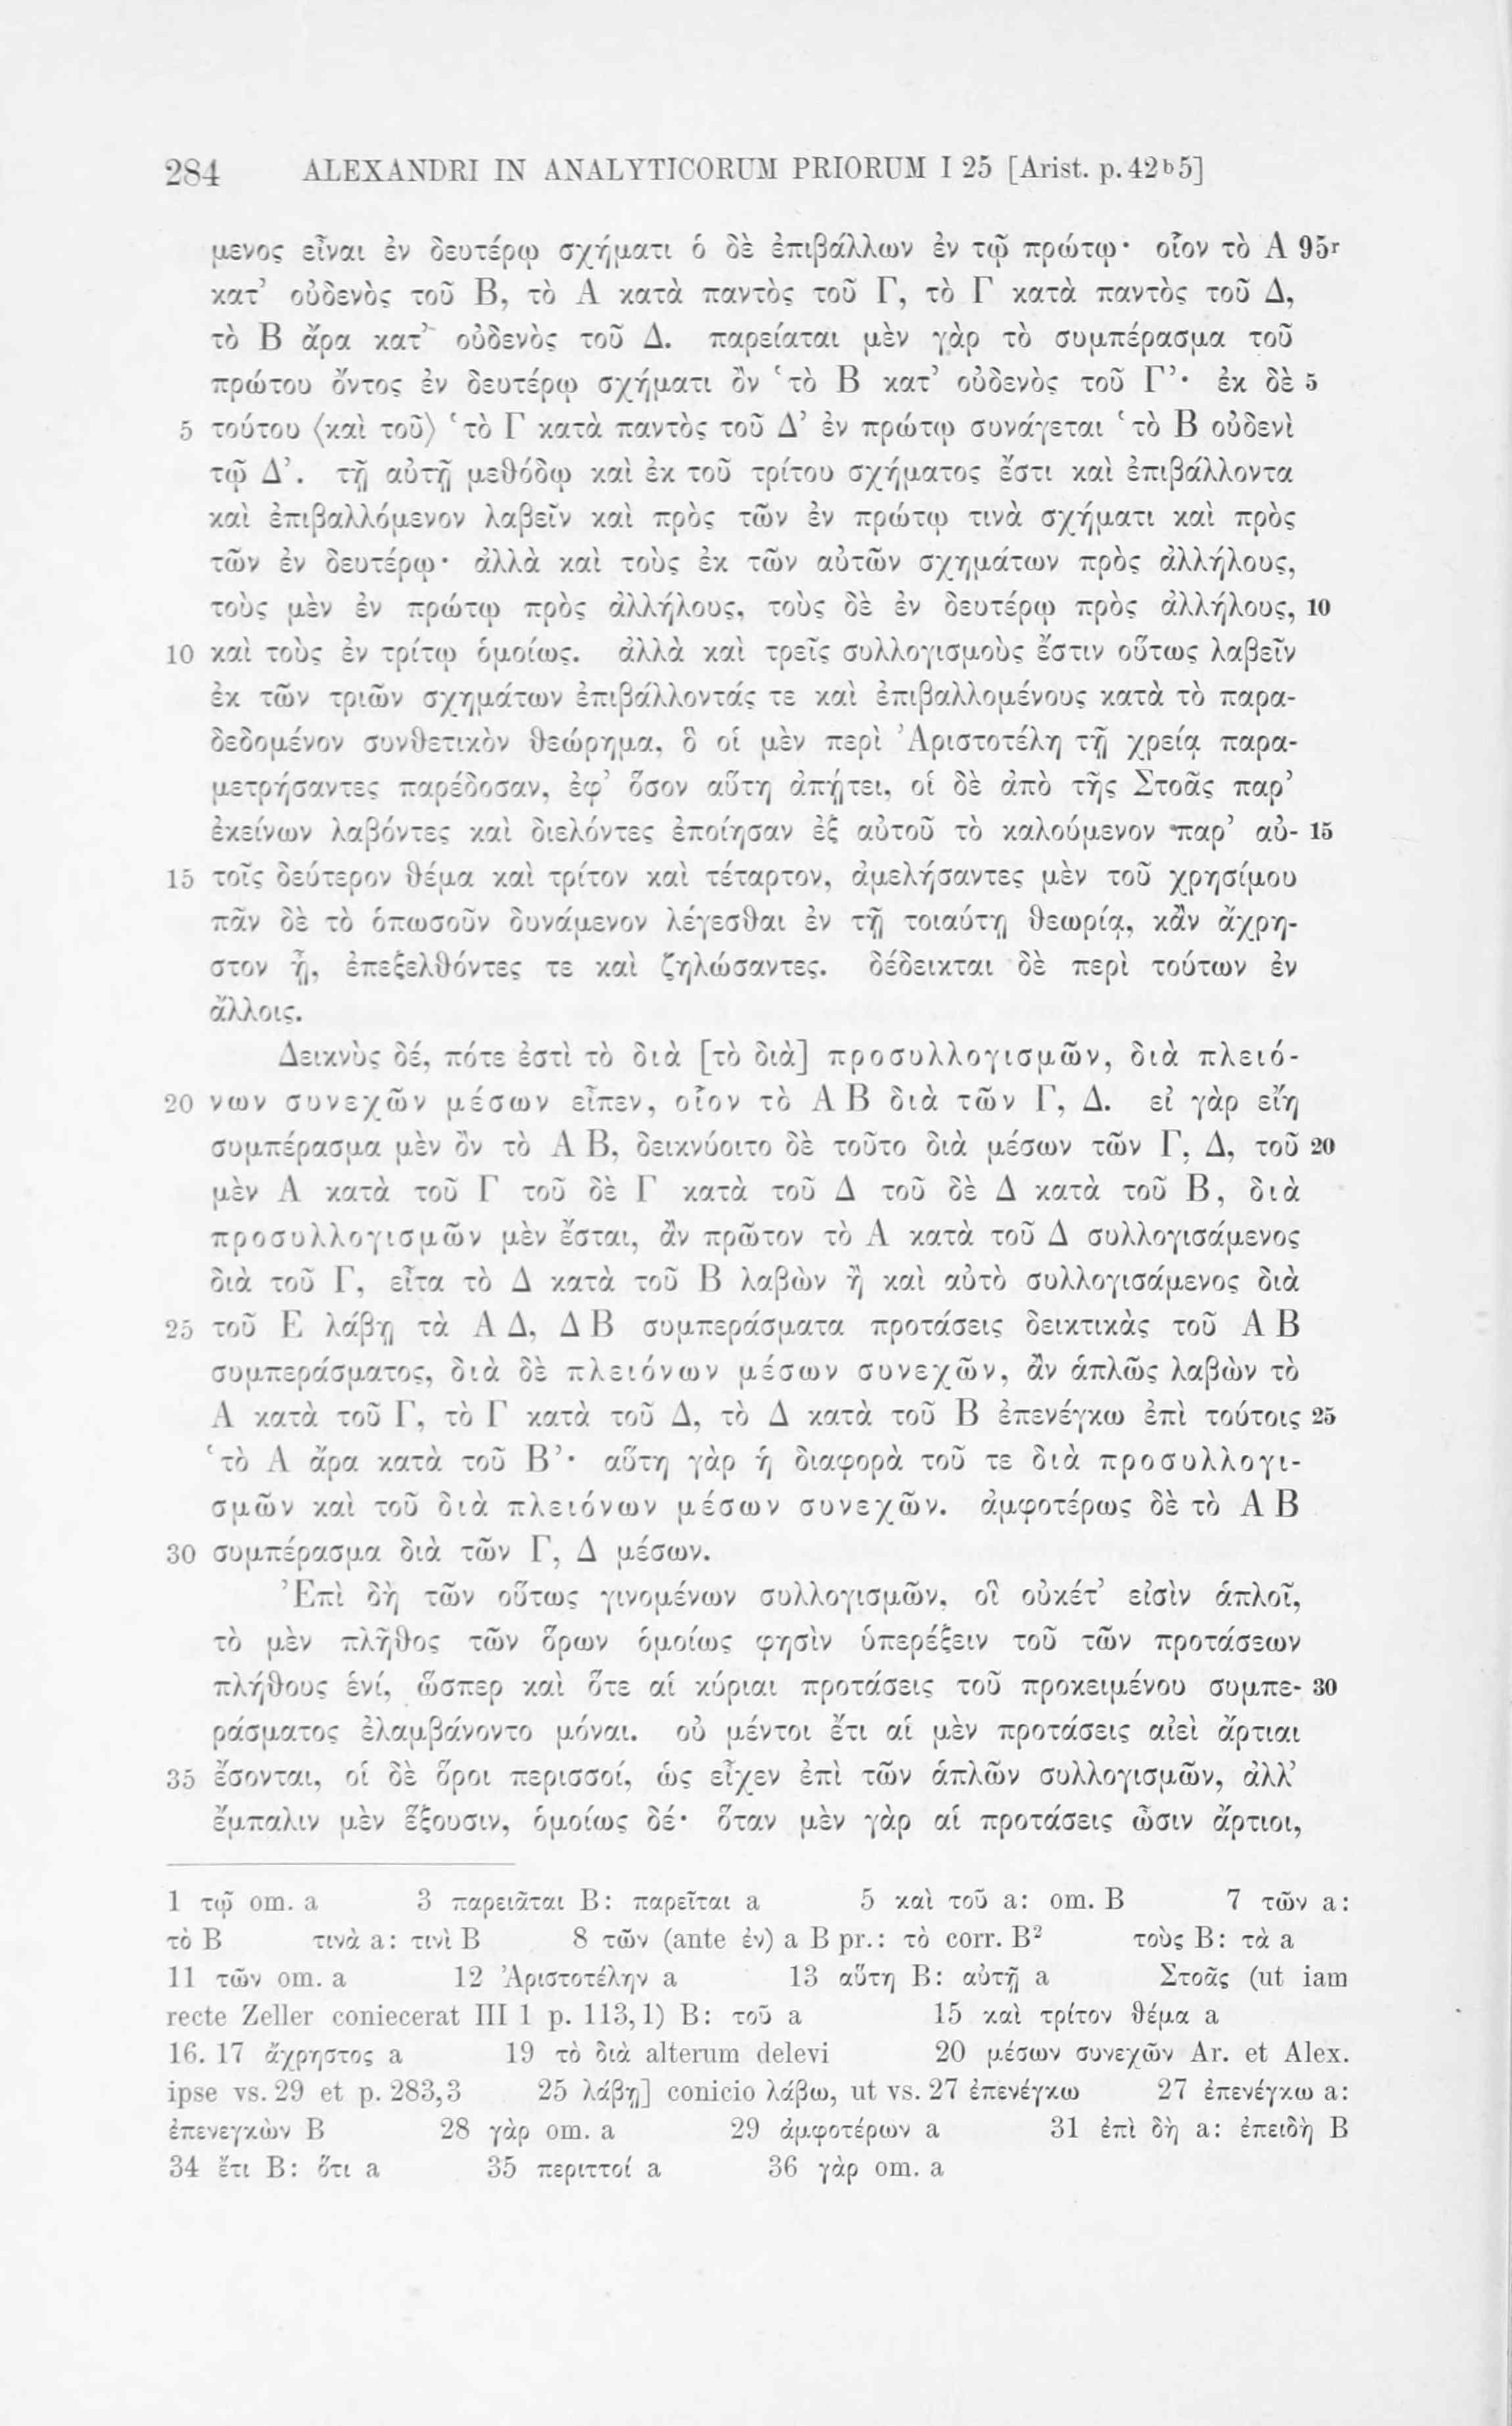 284 ALEXANDRI IN ANALYTICORUM PRIORUM I 25 [Arist. p. 42b5]
μενος εἶναι ἐν δευτέρῳ σχήματι ὁ δὲ ἐπιβάλλων ἐν τῷ πρώτῳ· οἷον τὸ Α 95r
κατ’ οὐδενὸς τοῦ Β, τὸ Α κατὰ παντὸς τοῦ Γ, τὸ Γ κατὰ παντὸς τοῦ Δ,
τὸ Β ἄρα κατ’ οὐδενὸς τοῦ Δ. παρείαται μὲν γὰρ τὸ συμπέρασμα τοῦ
πρώτου ὄντος ἐν δευτέρῳ σχήματι ὂν ‘τὸ Β κατ’ οὐδενὸς τοῦ Γ’· ἐκ δὲ 5
5 τούτου ⟨καὶ τοῦ⟩ ‘τὸ Γ κατὰ παντὸς τοῦ Δ’ ἐν πρώτῳ συνάγεται ‘τὸ Β οὐδενὶ
τῷ Δ’. τῇ αὐτῇ μεθόδῳ καὶ ἐκ τοῦ τρίτου σχήματος ἔστι καὶ ἐπιβάλλοντα
καὶ ἐπιβαλλόμενον λαβεῖν καὶ πρὸς τῶν ἐν πρώτῳ τινὰ σχήματι καὶ πρὸς
τῶν ἐν δευτέρῳ· ἀλλὰ καὶ τοὺς ἐκ τῶν αὐτῶν σχημάτων πρὸς ἀλλήλους,
τοὺς μὲν ἐν πρώτῳ πρὸς ἀλλήλους, τοὺς δὲ ἐν δευτέρῳ πρὸς ἀλλήλους, 10
10 καὶ τοὺς ἐν τρίτῳ ὁμοίως. ἀλλὰ καὶ τρεῖς συλλογισμοὺς ἔστιν οὕτως λαβεῖν
ἐκ τῶν τριῶν σχημάτων ἐπιβάλλοντάς τε καὶ ἐπιβαλλομένους κατὰ τὸ παρα-
δεδομένον συνθετικὸν θεώρημα, ὃ οἱ μὲν περὶ Ἀριστοτέλη τῇ χρείᾳ παρα-
μετρήσαντες παρέδοσαν, ἐφ’ ὅσον αὕτη ἀπῄτει, οἱ δὲ ἀπὸ τῆς Στοᾶς παρ’
ἐκείνων λαβόντες καὶ διελόντες ἐποίησαν ἐξ αὐτοῦ τὸ καλούμενον παρ’ αὐ- 15
15 τοῖς δεύτερον θέμα καὶ τρίτον καὶ τέταρτον, ἀμελήσαντες μὲν τοῦ χρησίμου
πᾶν δὲ τὸ ὁπωσοῦν δυνάμενον λέγεσθαι ἐν τῇ τοιαύτῃ θεωρίᾳ, κἂν ἄχρη-
στον ᾖ, ἐπεξελθόντες τε καὶ ζηλώσαντες. δέδεικται δὲ περὶ τούτων ἐν
ἄλλοις.
Δεικνὺς δέ, πότε ἐστὶ τὸ διὰ [τὸ διὰ] προσυλλογισμῶν, διὰ πλειό-
20 νων συνεχῶν μέσων εἶπεν, οἷον τὸ Α Β διὰ τῶν Γ, Δ. εἰ γὰρ εἴη
συμπέρασμα μὲν ὂν τὸ Α Β, δεικνύοιτο δὲ τοῦτο διὰ μέσων τῶν Γ, Δ, τοῦ 20
μὲν Α κατὰ τοῦ Γ τοῦ δὲ Γ κατὰ τοῦ Δ τοῦ δὲ Δ κατὰ τοῦ Β, διὰ
προσυλλογισμῶν μὲν ἔσται, ἂν πρῶτον τὸ Α κατὰ τοῦ Δ συλλογισάμενος
διὰ τοῦ Γ, εἶτα τὸ Δ κατὰ τοῦ Β λαβὼν ἢ καὶ αὐτὸ συλλογισάμενος διὰ
25 τοῦ Ε λάβῃ τὰ Α Δ, Δ Β συμπεράσματα προτάσεις δεικτικὰς τοῦ Α Β
συμπεράσματος, διὰ δὲ πλειόνων μέσων συνεχῶν, ἂν ἁπλῶς λαβὼν τὸ
Α κατὰ τοῦ Γ, τὸ Γ κατὰ τοῦ Δ, τὸ Δ κατὰ τοῦ Β ἐπενέγκω ἐπὶ τούτοις 25
‘τὸ Α ἄρα κατὰ τοῦ Β’· αὕτη γὰρ ἡ διαφορὰ τοῦ τε διὰ προσυλλογι-
σμῶν καὶ τοῦ διὰ πλειόνων μέσων συνεχῶν. ἀμφοτέρως δὲ τὸ Α Β
30 συμπέρασμα διὰ τῶν Γ, Δ μέσων.
Ἐπὶ δὴ τῶν οὕτως γινομένων συλλογισμῶν, οἳ οὐκέτ’ εἰσὶν ἁπλοῖ,
τὸ μὲν πλῆθος τῶν ὅρων ὁμοίως φησὶν ὑπερέξειν τοῦ τῶν προτάσεων
πλήθους ἑνί, ὥσπερ καὶ ὅτε αἱ κύριαι προτάσεις τοῦ προκειμένου συμπε- 30
ράσματος ἐλαμβάνοντο μόναι. οὐ μέντοι ἔτι αἱ μὲν προτάσεις αἰεὶ ἄρτιαι
35 ἔσονται, οἱ δὲ ὅροι περισσοί, ὡς εἶχεν ἐπὶ τῶν ἁπλῶν συλλογισμῶν, ἀλλ’
ἔμπαλιν μὲν ἕξουσιν, ὁμοίως δέ· ὅταν μὲν γὰρ αἱ προτάσεις ὦσιν ἄρτιοι,
1 τῷ om. a 3 παρειᾶται B: παρεῖται a 5 καὶ τοῦ a: om. B 7 τῶν a:
τὸ B τινὰ a: τινὶ B 8 τῶν (ante ἐν) a B pr.: τὸ corr. B² τοὺς B: τὰ a
11 τῶν om. a 12 Ἀριστοτέλην a 13 αὕτη B: αὐτῇ a Στοᾶς (ut iam
recte Zeller coniecerat III 1 p. 113,1) B: τοῦ a 15 καὶ τρίτον θέμα a
16. 17 ἄχρηστος a 19 τὸ διὰ alterum delevi 20 μέσων συνεχῶν Ar. et Alex.
ipse vs. 29 et p. 283,3 25 λάβῃ] conicio λάβω, ut vs. 27 ἐπενέγκω 27 ἐπενέγκω a:
ἐπενεγκὼν B 28 γὰρ om. a 29 ἀμφοτέρων a 31 ἐπὶ δὴ a: ἐπειδὴ B
34 ἔτι B: ὅτι a 35 περιττοί a 36 γὰρ om. a